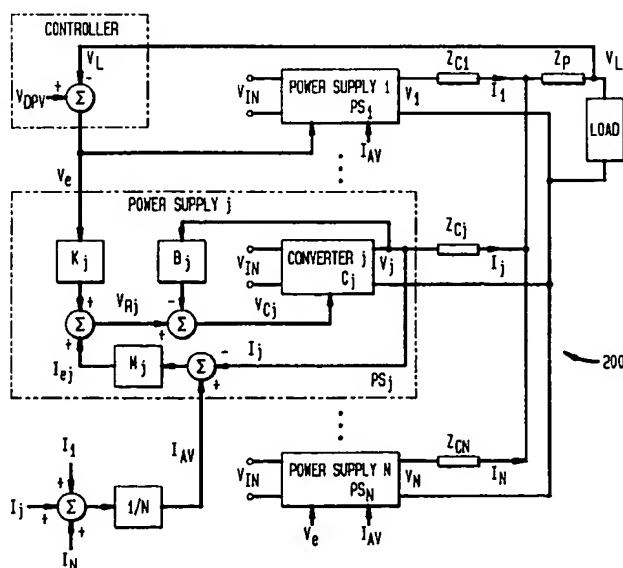 CONTROLLER
V_L
V_DPV
+
-
Σ
V_e
V_IN
POWER SUPPLY 1
PS_1
V_1
Z_C1
I_1
Z_P
V_L
LOAD
I_AV
POWER SUPPLY j
K_j
B_j
V_IN
CONVERTER j
C_j
V_j
Z_Cj
I_j
V_Rj
V_Cj
+
+
Σ
-
+
Σ
I_ej
M_j
-
+
Σ
I_j
PS_j
200
I_1
I_AV
I_j
+
+
+
Σ
1/N
I_N
V_IN
POWER SUPPLY N
PS_N
V_N
Z_CN
I_N
V_e
I_AV